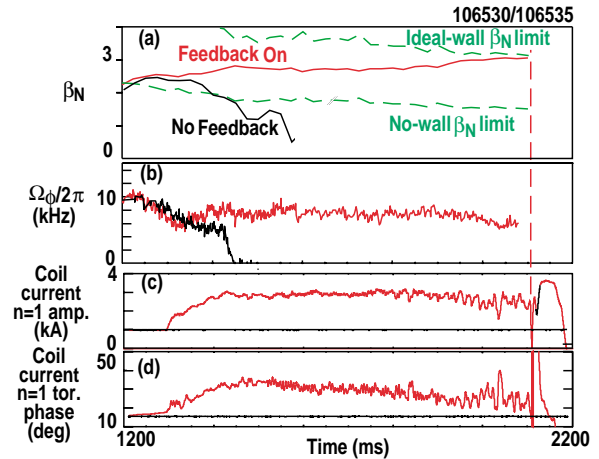 106530/106535
(a)
Ideal-wall βN limit
Feedback On
No Feedback
No-wall βN limit
βN
3
0
(b)
Ωϕ/2π
(kHz)
10
0
(c)
Coil
current
n=1 amp.
(kA)
4
0
(d)
Coil
current
n=1 tor.
phase
(deg)
50
10
1200
Time (ms)
2200